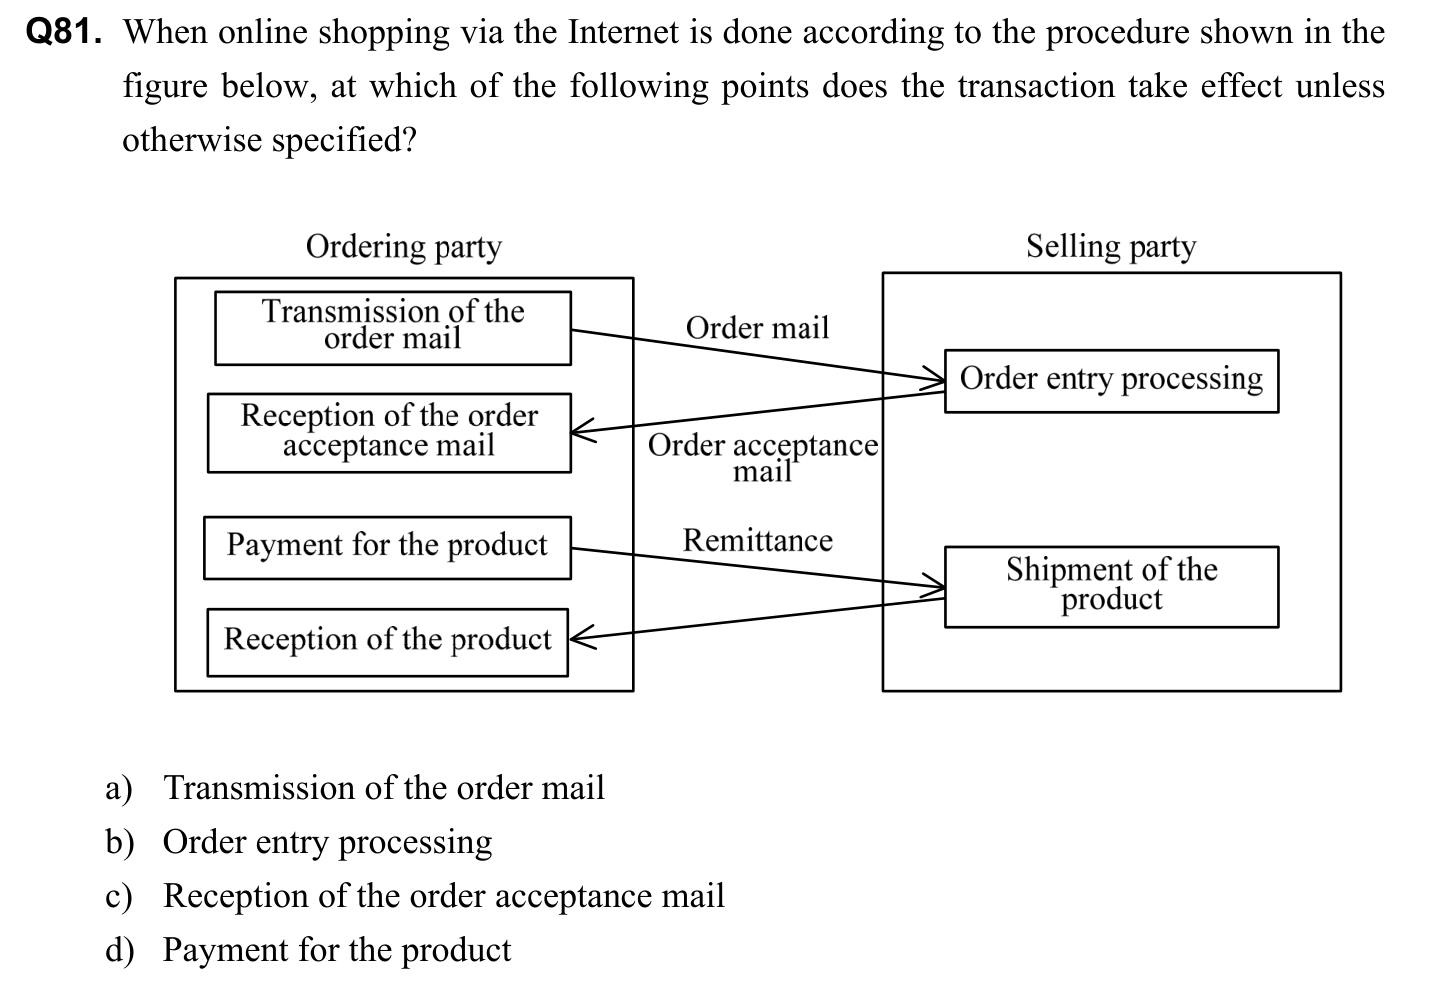 Q81. When online shopping via the Internet is done according to the procedure shown in the
figure below, at which of the following points does the transaction take effect unless
otherwise specified?
Ordering party
Selling party
Transmission of the
order mail
Order mail
Order entry processing
Reception of the order
acceptance mail
Order acceptance
mail
Payment for the product
Remittance
Shipment of the
product
Reception of the product
a) Transmission of the order mail
b) Order entry processing
c) Reception of the order acceptance mail
d) Payment for the product